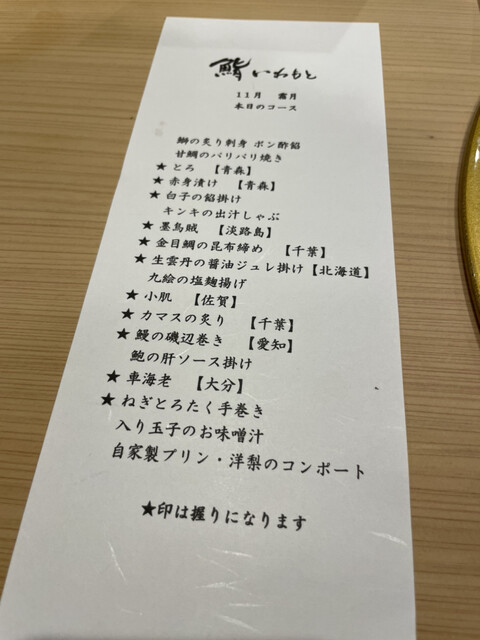 鮨 いわもと
11月 霜月
本日のコース
鰤の炙り刺身 ポン酢餡
甘鯛のパリパリ焼き
★ とろ 【青森】
★ 赤身漬け 【青森】
★ 白子の餡掛け
キンキの出汁しゃぶ
★ 墨烏賊 【淡路島】
★ 金目鯛の昆布締め 【千葉】
★ 生雲丹の醤油ジュレ掛け【北海道】
九絵の塩麹揚げ
★ 小肌 【佐賀】
★ カマスの炙り 【千葉】
★ 鰻の磯辺巻き 【愛知】
鮑の肝ソース掛け
★ 車海老 【大分】
★ ねぎとろたく手巻き
入り玉子のお味噌汁
自家製プリン・洋梨のコンポート
★印は握りになります